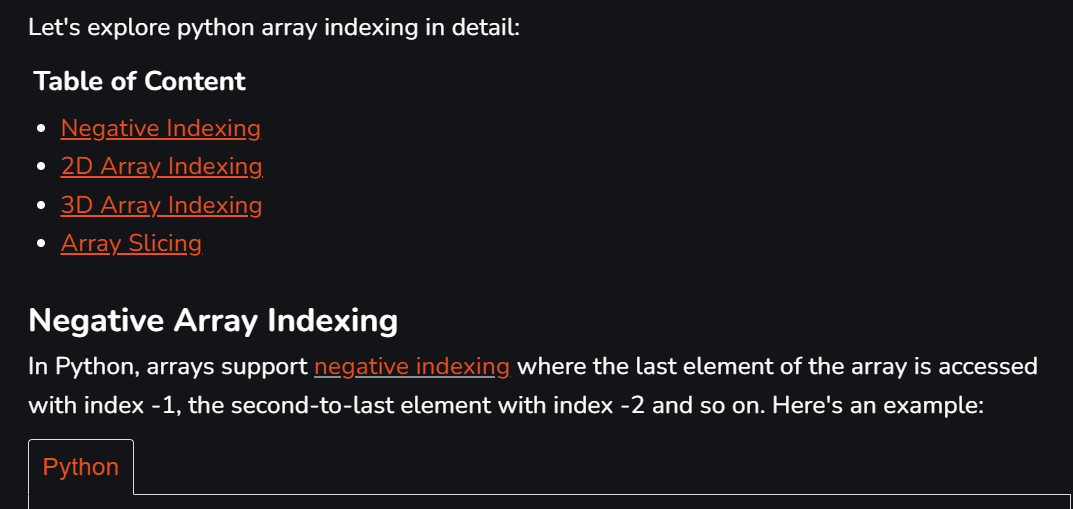 Let's explore python array indexing in detail:
Table of Content
Negative Indexing
2D Array Indexing
3D Array Indexing
Array Slicing
Negative Array Indexing
In Python, arrays support negative indexing where the last element of the array is accessed
with index -1, the second-to-last element with index -2 and so on. Here's an example:
Python